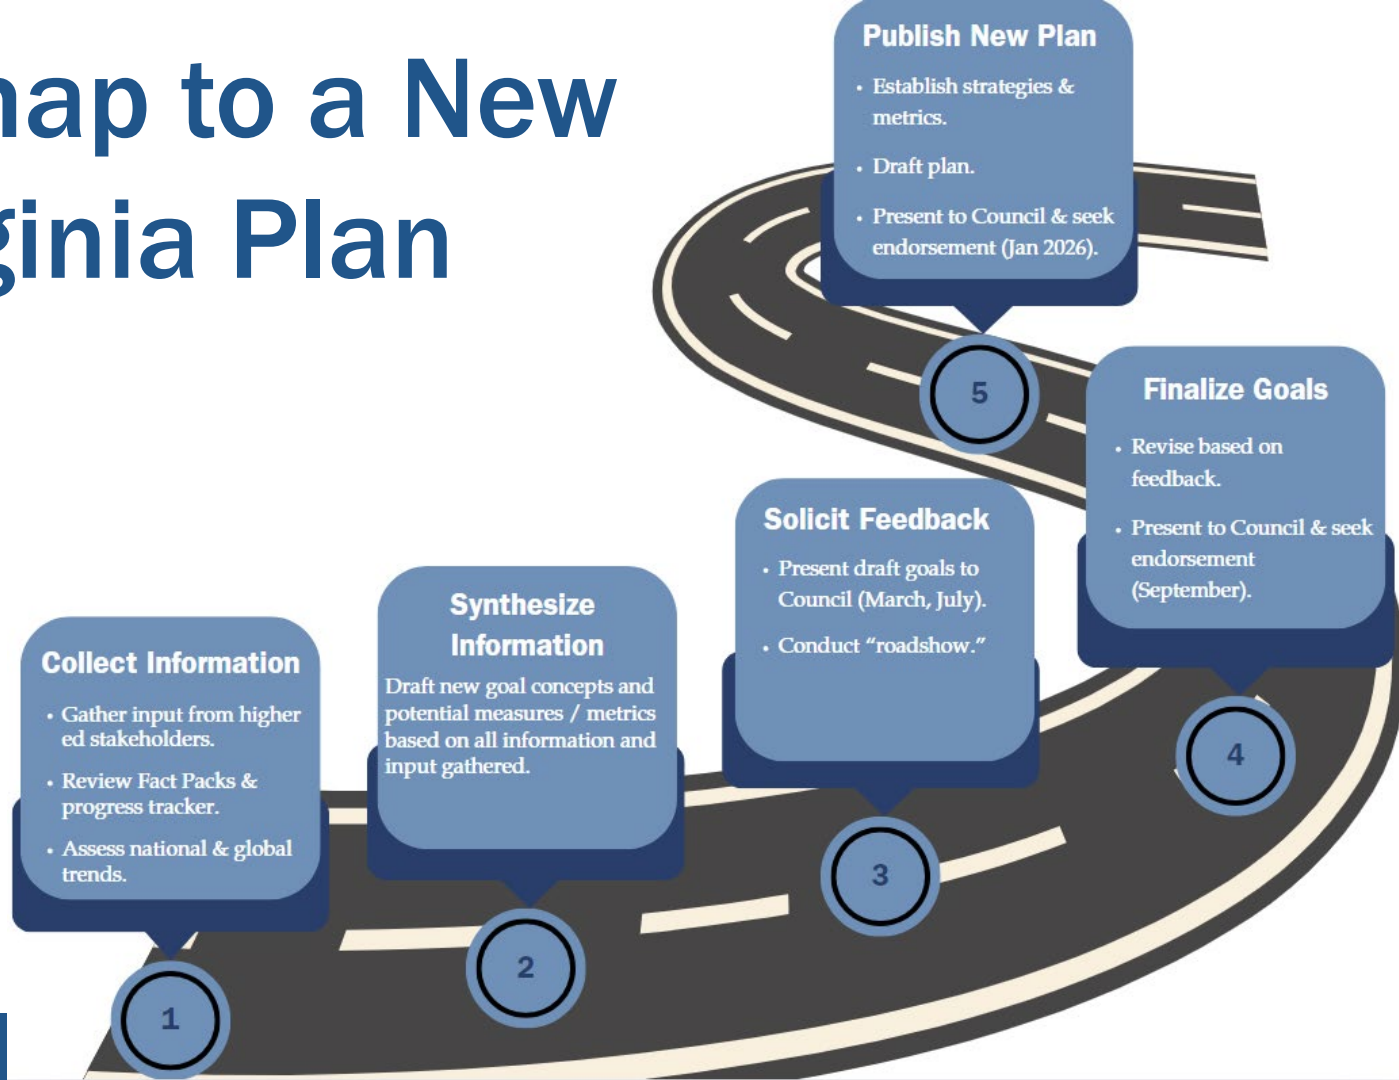 map to a New
ginia Plan
Publish New Plan
• Establish strategies &
metrics.
• Draft plan.
• Present to Council & seek
endorsement (Jan 2026).
5
Finalize Goals
• Revise based on
feedback.
• Present to Council & seek
endorsement
(September).
4
Solicit Feedback
• Present draft goals to
Council (March, July).
• Conduct “roadshow.”
3
Synthesize
Information
Draft new goal concepts and
potential measures / metrics
based on all information and
input gathered.
2
Collect Information
• Gather input from higher
ed stakeholders.
• Review Fact Packs &
progress tracker.
• Assess national & global
trends.
1